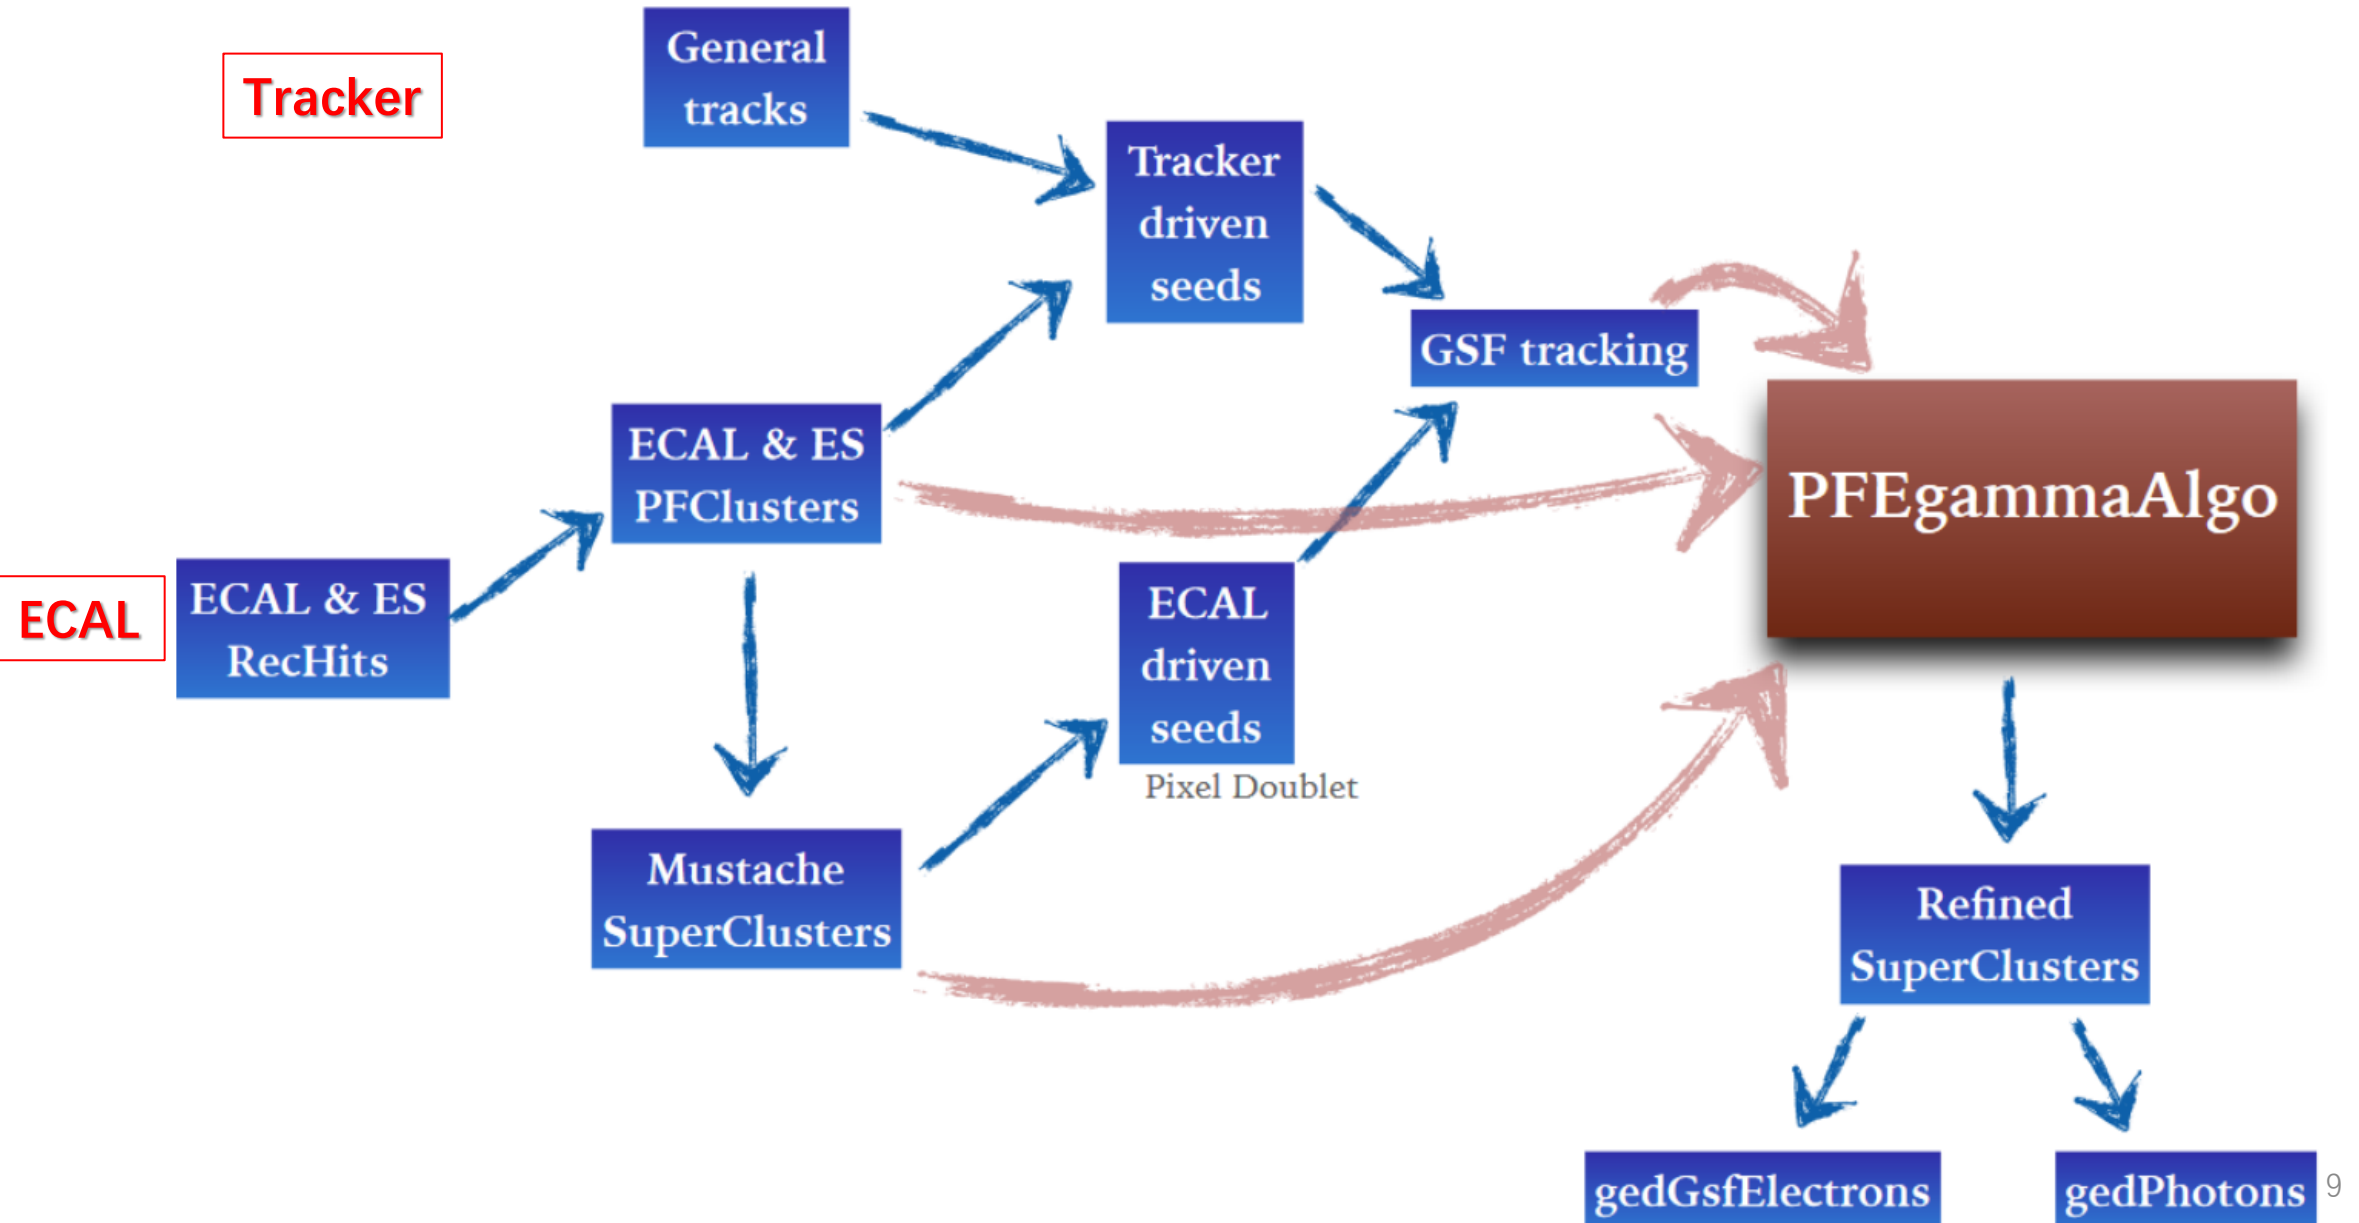 General
tracks
Tracker
Tracker
driven
seeds
GSF tracking
ECAL & ES
PFClusters
PFEgammaAlgo
ECAL & ES
RecHits
ECAL
ECAL
driven
seeds
Pixel Doublet
Mustache
SuperClusters
Refined
SuperClusters
gedGsfElectrons
gedPhotons
9